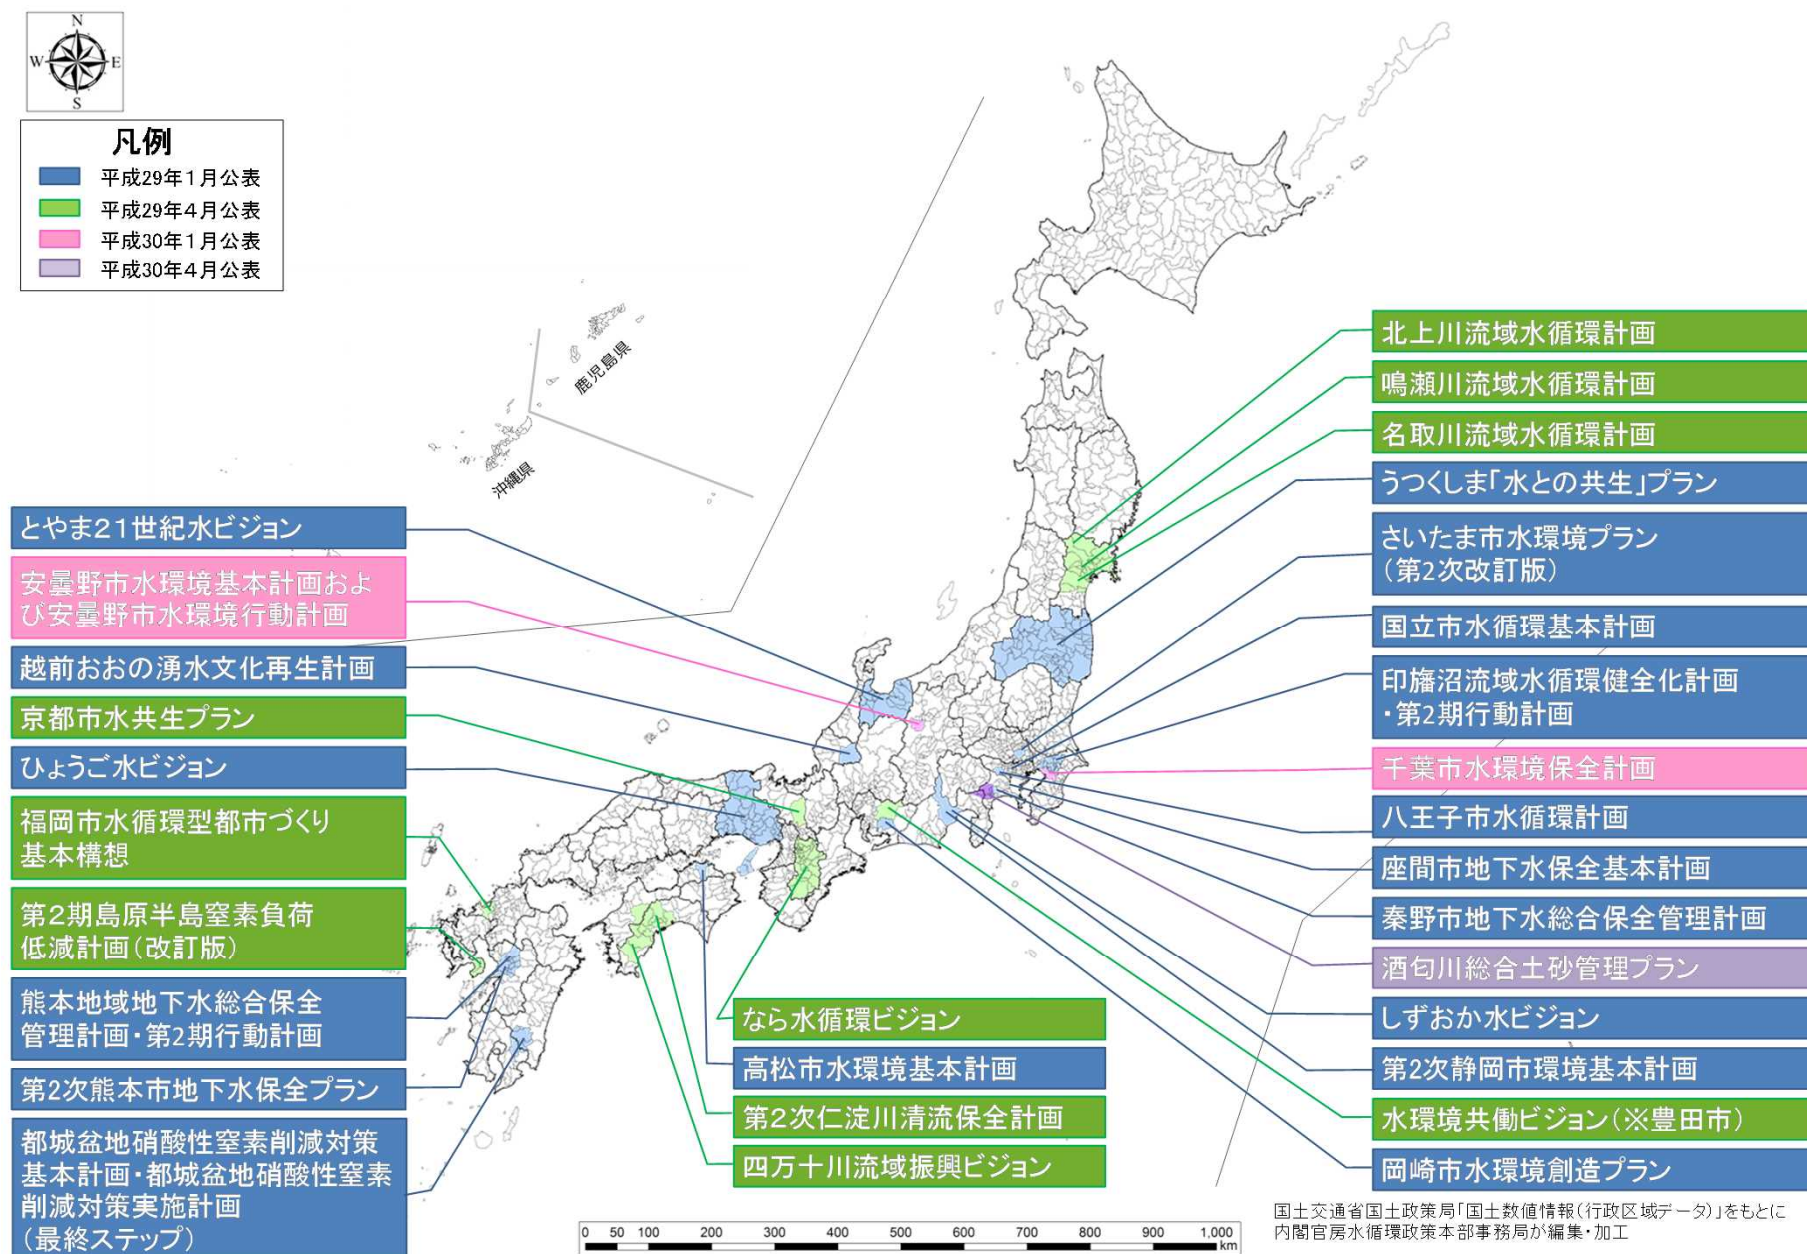 N
W
E
S
凡例
平成29年1月公表
平成29年4月公表
平成30年1月公表
平成30年4月公表
鹿児島県
沖縄県
とやま21世紀水ビジョン
安曇野市水環境基本計画およ
び安曇野市水環境行動計画
越前おおの湧水文化再生計画
京都市水共生プラン
ひょうご水ビジョン
福岡市水循環型都市づくり
基本構想
第2期島原半島窒素負荷
低減計画(改訂版)
熊本地域地下水総合保全
管理計画・第2期行動計画
第2次熊本市地下水保全プラン
都城盆地硝酸性窒素削減対策
基本計画・都城盆地硝酸性窒素
削減対策実施計画
(最終ステップ)
なら水循環ビジョン
高松市水環境基本計画
第2次仁淀川清流保全計画
四万十川流域振興ビジョン
北上川流域水循環計画
鳴瀬川流域水循環計画
名取川流域水循環計画
うつくしま「水との共生」プラン
さいたま市水環境プラン
(第2次改訂版)
国立市水循環基本計画
印旛沼流域水循環健全化計画
・第2期行動計画
千葉市水環境保全計画
八王子市水循環計画
座間市地下水保全基本計画
秦野市地下水総合保全管理計画
酒匂川総合土砂管理プラン
しずおか水ビジョン
第2次静岡市環境基本計画
水環境共働ビジョン(※豊田市)
岡崎市水環境創造プラン
0 50 100 200 300 400 500 600 700 800 900 1,000
km
国土交通省国土政策局「国土数値情報(行政区域データ)」をもとに
内閣官房水循環政策本部事務局が編集・加工